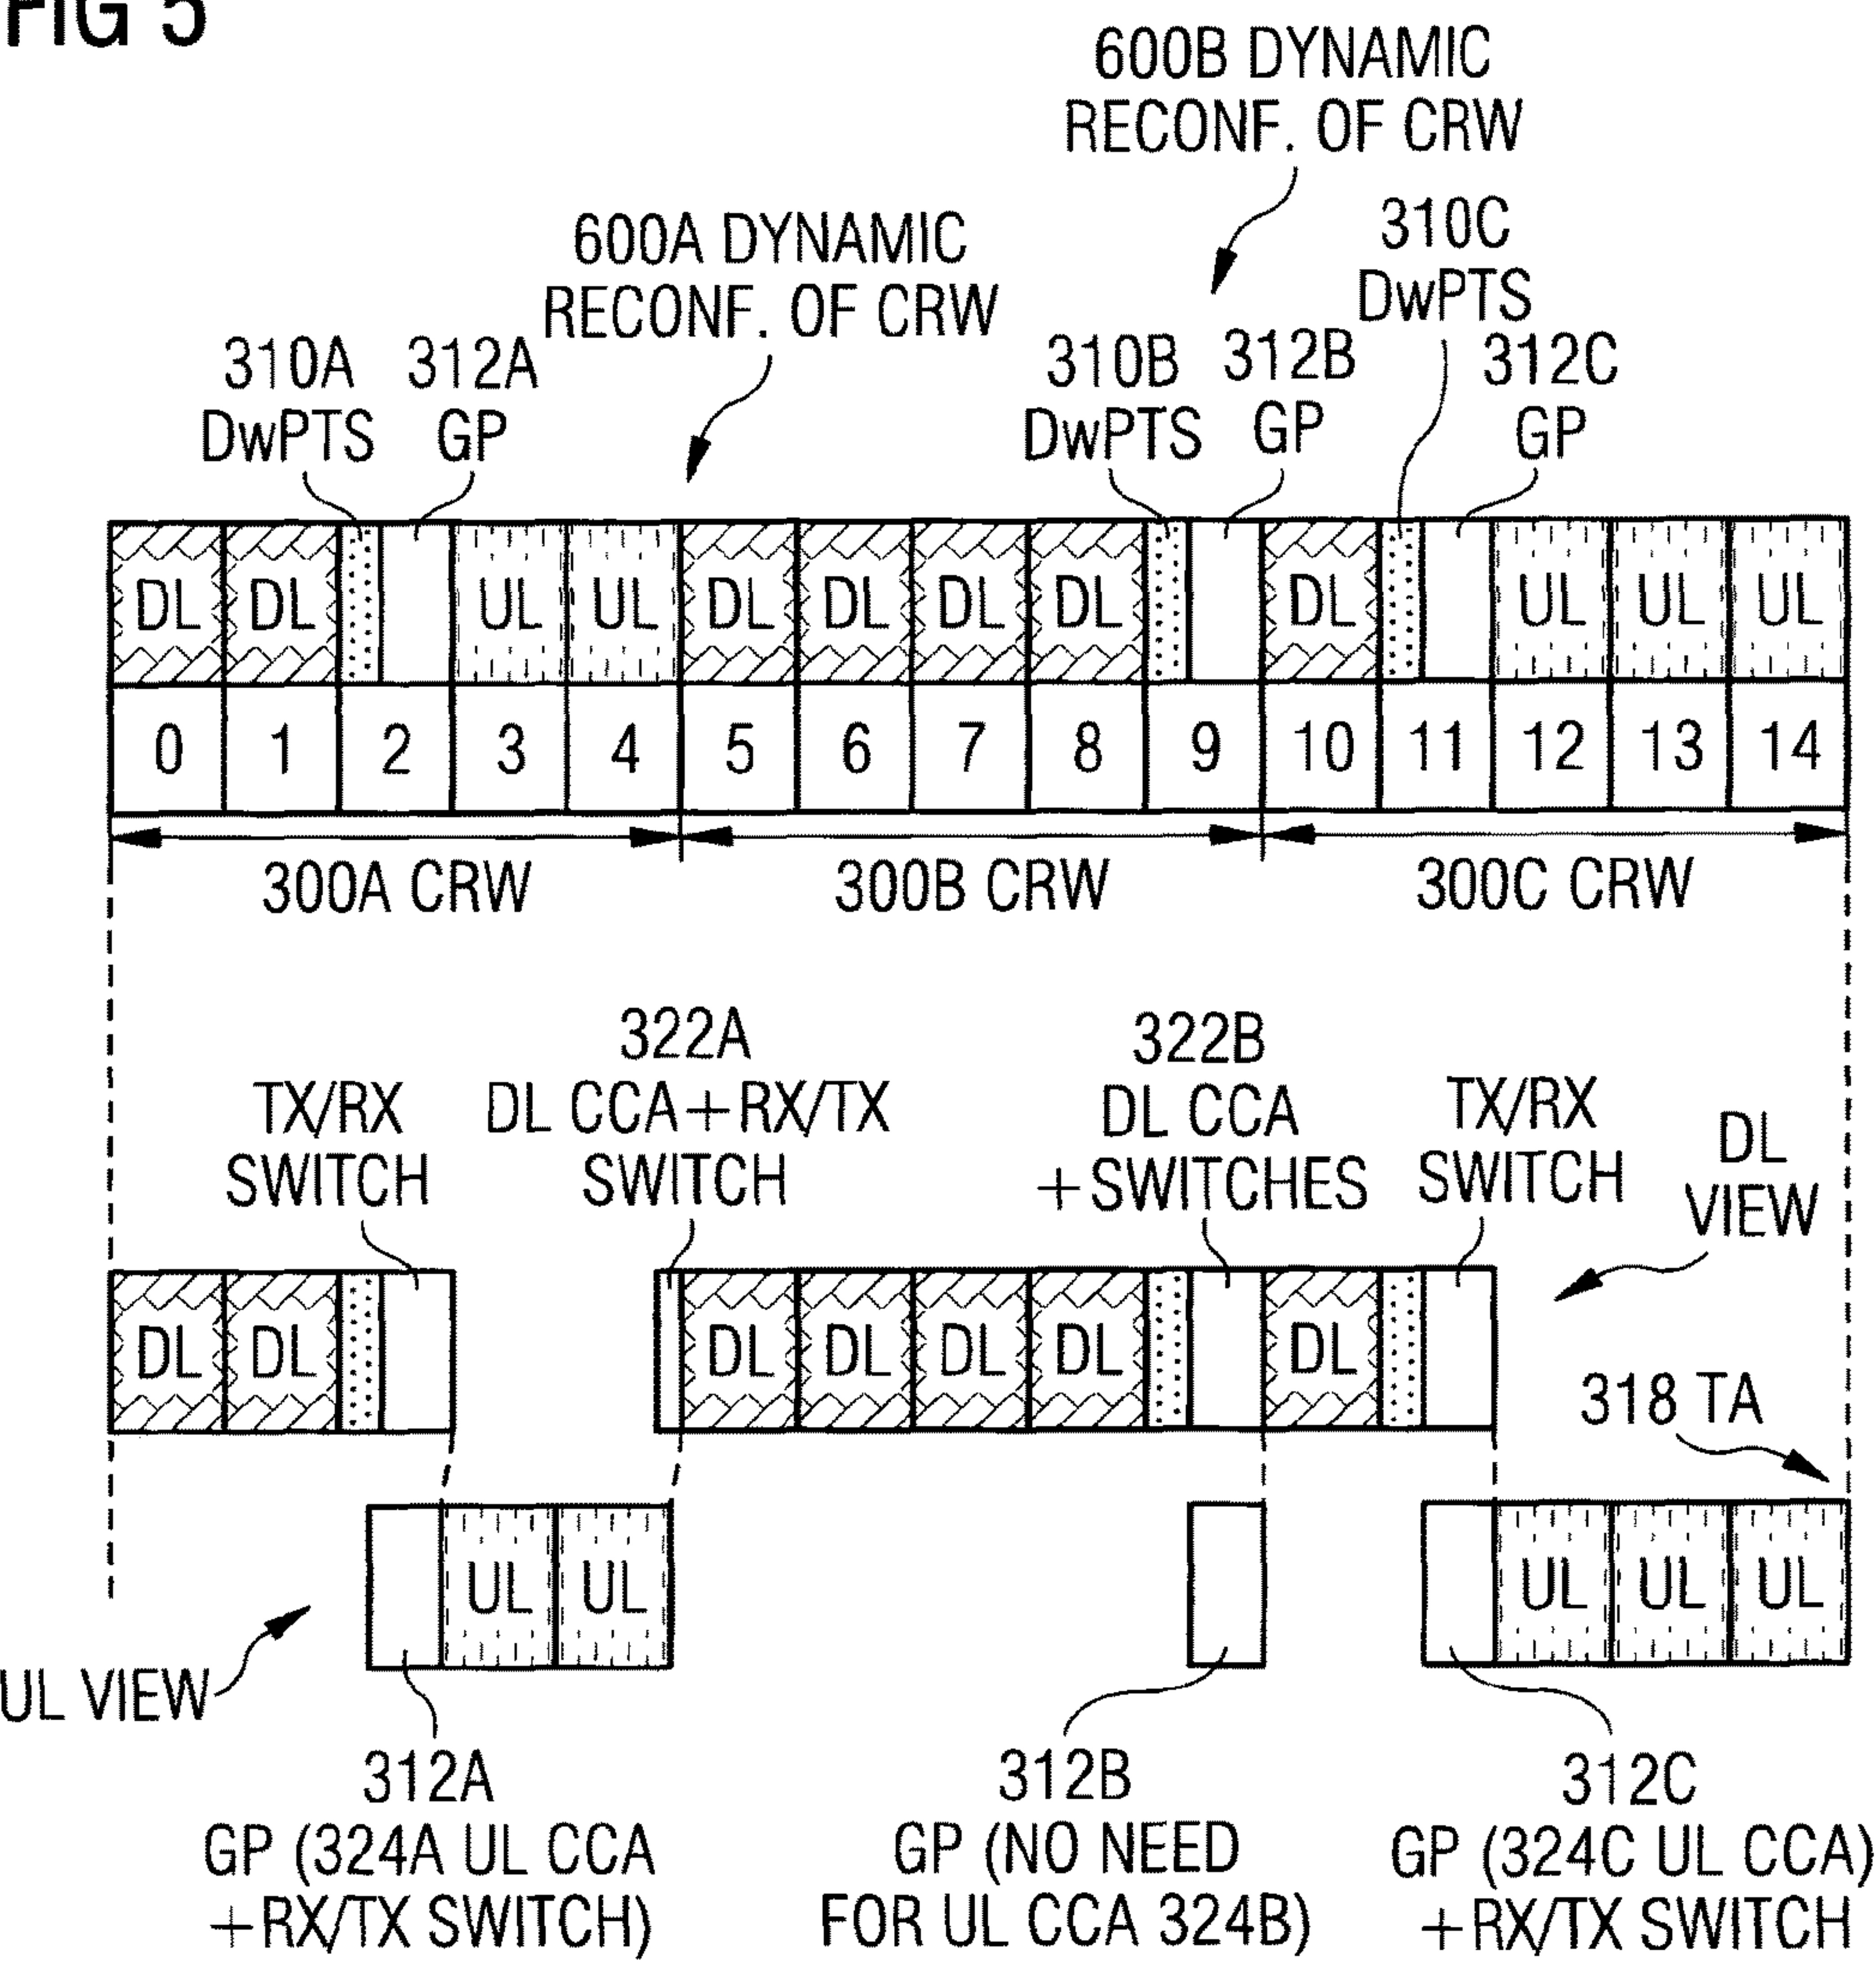 FIG 5
600B DYNAMIC
RECONF. OF CRW
600A DYNAMIC
RECONF. OF CRW
310C
DwPTS
310A
DwPTS
312A
GP
310B
DwPTS
312B
GP
312C
GP
DL DL UL UL DL DL DL DL DL UL UL UL
0 1 2 3 4 5 6 7 8 9 10 11 12 13 14
300A CRW 300B CRW 300C CRW
TX/RX
SWITCH
322A
DL CCA+RX/TX
SWITCH
322B
DL CCA
+SWITCHES
TX/RX
SWITCH
DL
VIEW
DL DL DL DL DL DL DL
318 TA
UL UL UL UL UL
UL VIEW
312A
GP (324A UL CCA
+RX/TX SWITCH)
312B
GP (NO NEED
FOR UL CCA 324B)
312C
GP (324C UL CCA)
+RX/TX SWITCH